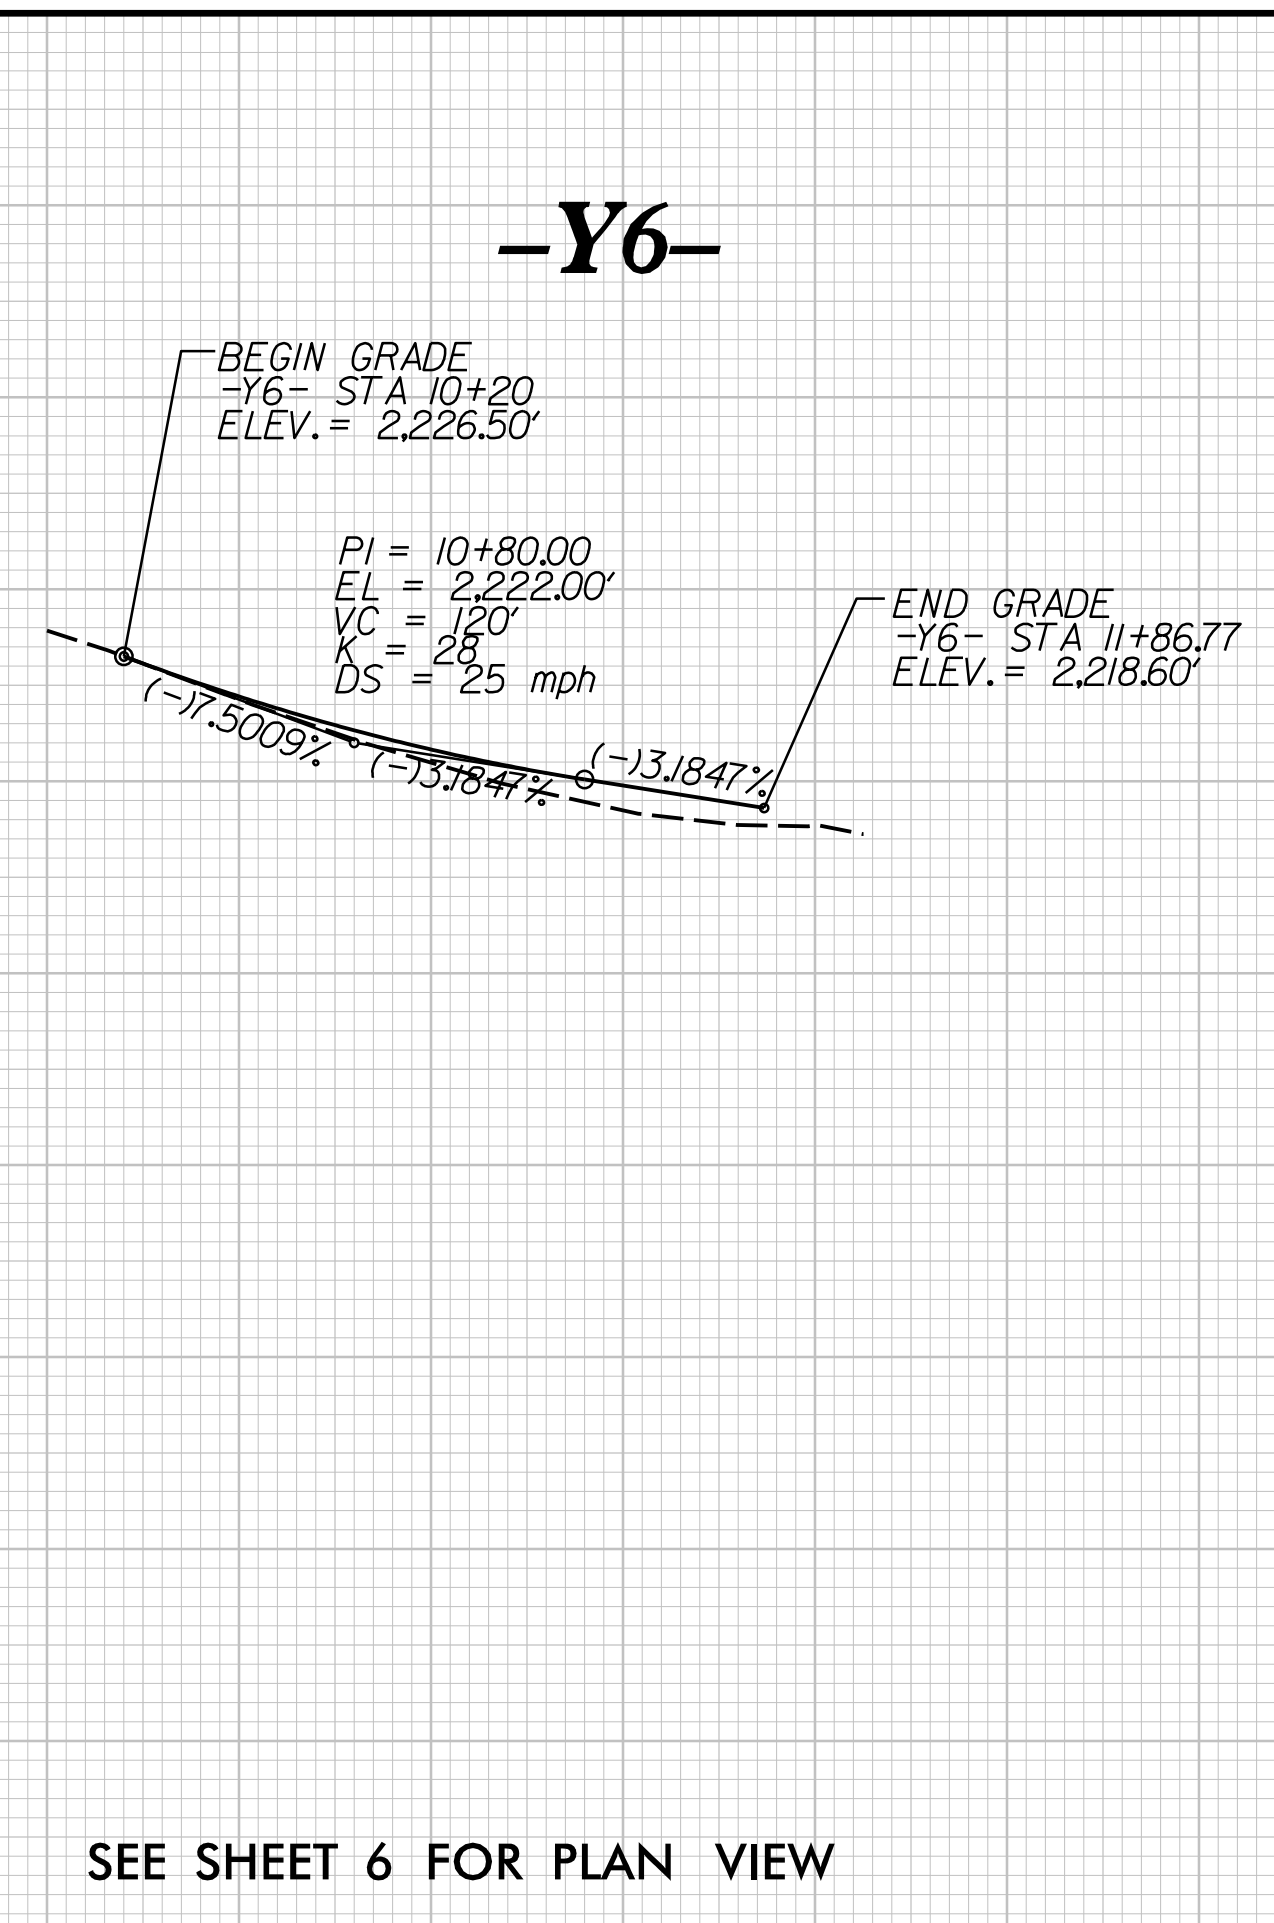 -Y6-
BEGIN GRADE
-Y6- STA 10+20
ELEV.= 2,226.50'
PI = 10+80.00
EL = 2,222.00'
VC = 120'
K = 28
DS = 25 mph
END GRADE
-Y6- STA 11+86.77
ELEV.= 2,218.60'
(-)7.5009%
(-)3.1847%
(-)3.1847%
SEE SHEET 6 FOR PLAN VIEW